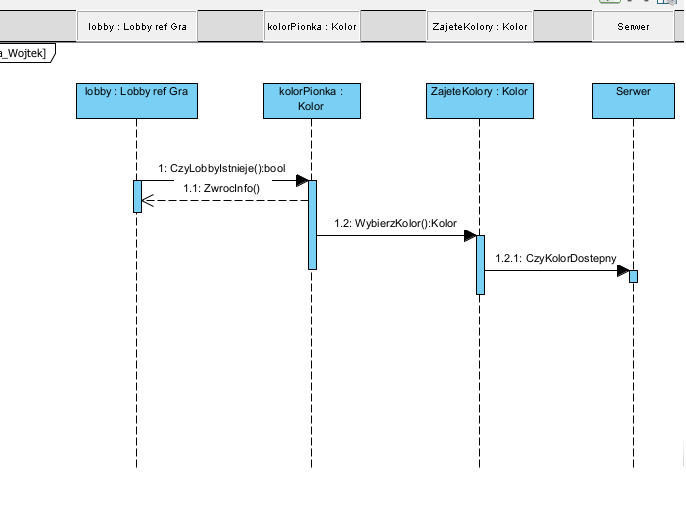 lobby : Lobby ref Gra
kolorPionka : Kolor
ZajeteKolory : Kolor
Serwer
a_Wojtek]
lobby : Lobby ref Gra
kolorPionka :
Kolor
ZajeteKolory : Kolor
Serwer
1: CzyLobbyIstnieje():bool
1.1: ZwrocInfo()
1.2: WybierzKolor():Kolor
1.2.1: CzyKolorDostepny